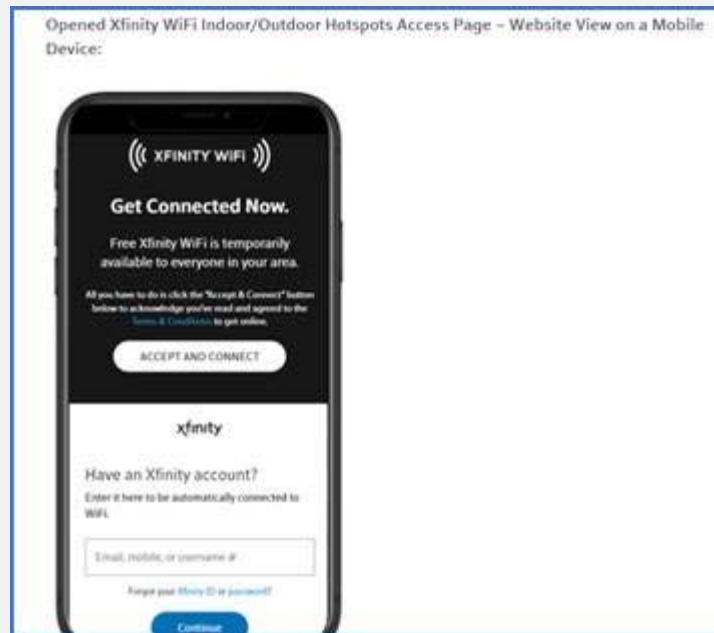 Opened Xfinity WiFi Indoor/Outdoor Hotspots Access Page – Website View on a Mobile
Device:
XFINITY WiFi
Get Connected Now.
Free Xfinity WiFi is temporarily
available to everyone in your area.
All you have to do is click the "Accept & Connect" button
below to acknowledge you've read and agreed to the
Terms & Conditions to get online.
ACCEPT AND CONNECT
xfinity
Have an Xfinity account?
Enter it here to be automatically connected to
WiFi.
Email, mobile, or username #
Forgot your Xfinity ID or password?
Continue